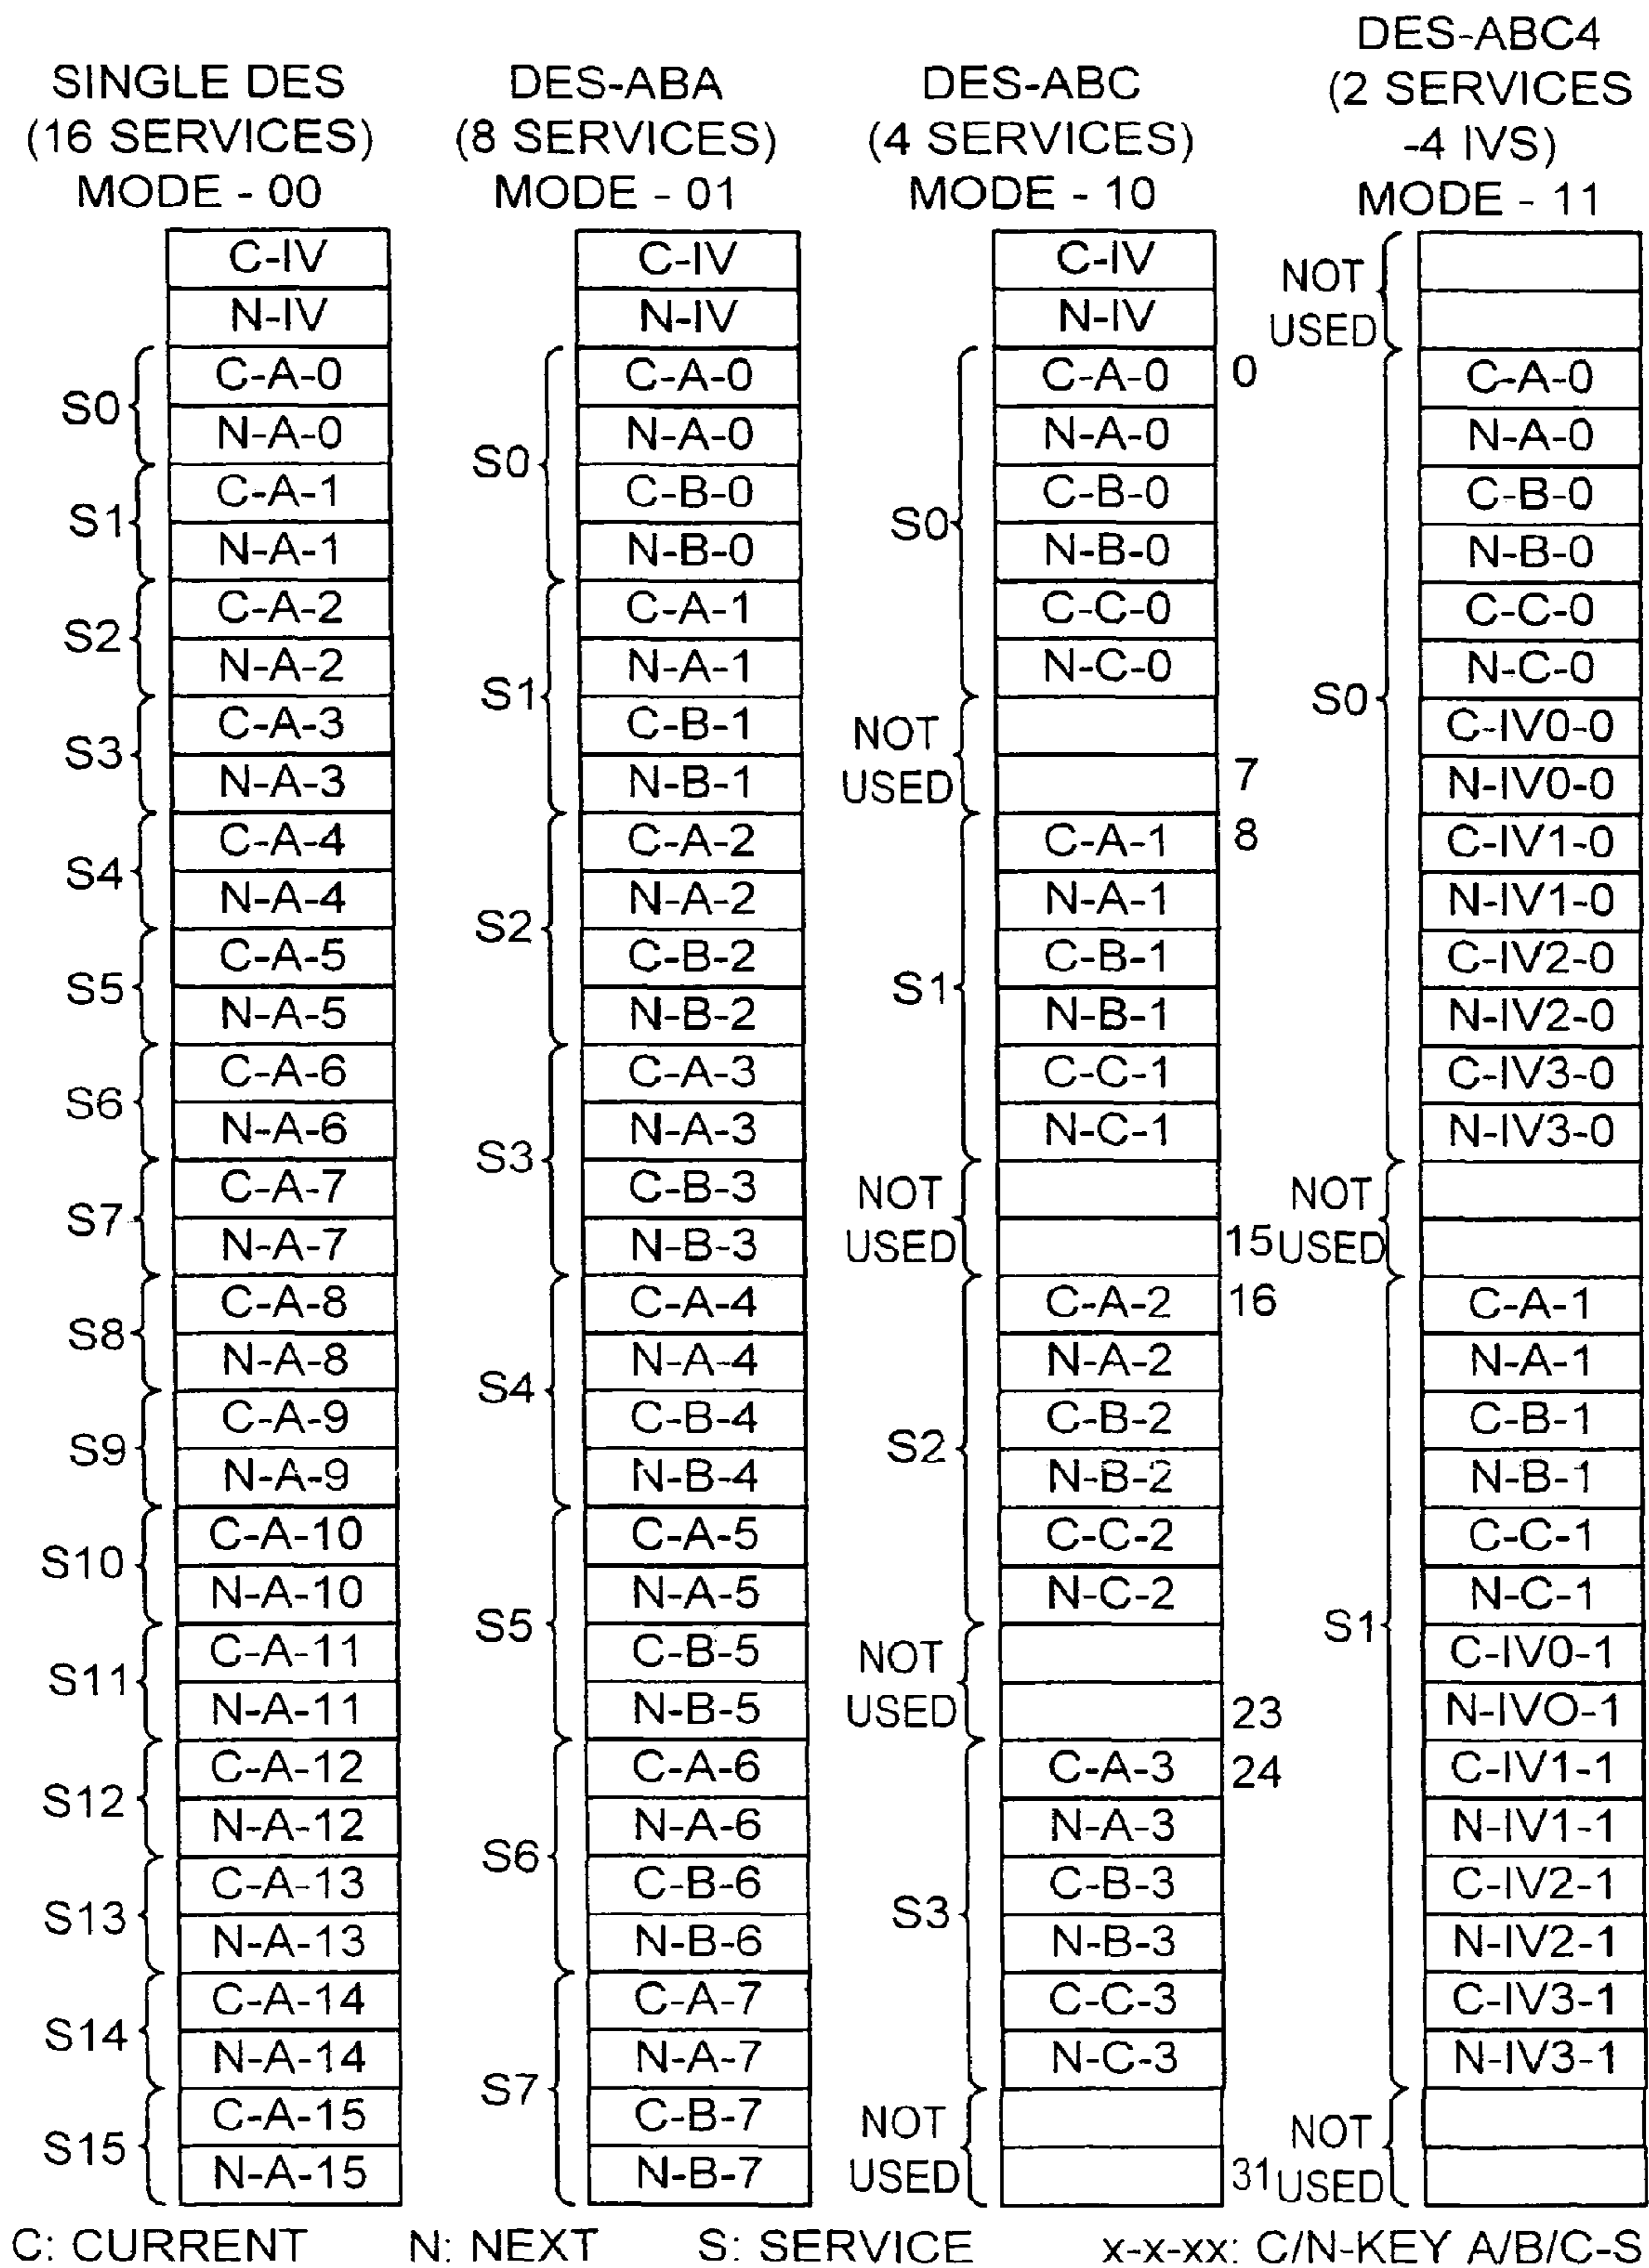 SINGLE DES
(16 SERVICES)
MODE - 00
C-IV
N-IV
S0
C-A-0
N-A-0
S1
C-A-1
N-A-1
S2
C-A-2
N-A-2
S3
C-A-3
N-A-3
S4
C-A-4
N-A-4
S5
C-A-5
N-A-5
S6
C-A-6
N-A-6
S7
C-A-7
N-A-7
S8
C-A-8
N-A-8
S9
C-A-9
N-A-9
S10
C-A-10
N-A-10
S11
C-A-11
N-A-11
S12
C-A-12
N-A-12
S13
C-A-13
N-A-13
S14
C-A-14
N-A-14
S15
C-A-15
N-A-15
DES-ABA
(8 SERVICES)
MODE - 01
C-IV
N-IV
S0
C-A-0
N-A-0
C-B-0
N-B-0
S1
C-A-1
N-A-1
C-B-1
N-B-1
S2
C-A-2
N-A-2
C-B-2
N-B-2
S3
C-A-3
N-A-3
C-B-3
N-B-3
S4
C-A-4
N-A-4
C-B-4
N-B-4
S5
C-A-5
N-A-5
C-B-5
N-B-5
S6
C-A-6
N-A-6
C-B-6
N-B-6
S7
C-A-7
N-A-7
C-B-7
N-B-7
DES-ABC
(4 SERVICES)
MODE - 10
C-IV
N-IV
S0
C-A-0 0
N-A-0
C-B-0
N-B-0
C-C-0
N-C-0
NOT
USED 7
S1
C-A-1 8
N-A-1
C-B-1
N-B-1
C-C-1
N-C-1
NOT
USED 15
S2
C-A-2 16
N-A-2
C-B-2
N-B-2
C-C-2
N-C-2
NOT
USED 23
S3
C-A-3 24
N-A-3
C-B-3
N-B-3
C-C-3
N-C-3
NOT
USED 31
DES-ABC4
(2 SERVICES
-4 IVS)
MODE - 11
NOT
USED
S0
C-A-0
N-A-0
C-B-0
N-B-0
C-C-0
N-C-0
C-IV0-0
N-IV0-0
C-IV1-0
N-IV1-0
C-IV2-0
N-IV2-0
C-IV3-0
N-IV3-0
NOT
USED
S1
C-A-1
N-A-1
C-B-1
N-B-1
C-C-1
N-C-1
C-IV0-1
N-IVO-1
C-IV1-1
N-IV1-1
C-IV2-1
N-IV2-1
C-IV3-1
N-IV3-1
NOT
USED
C: CURRENT N: NEXT S: SERVICE x-x-xx: C/N-KEY A/B/C-S